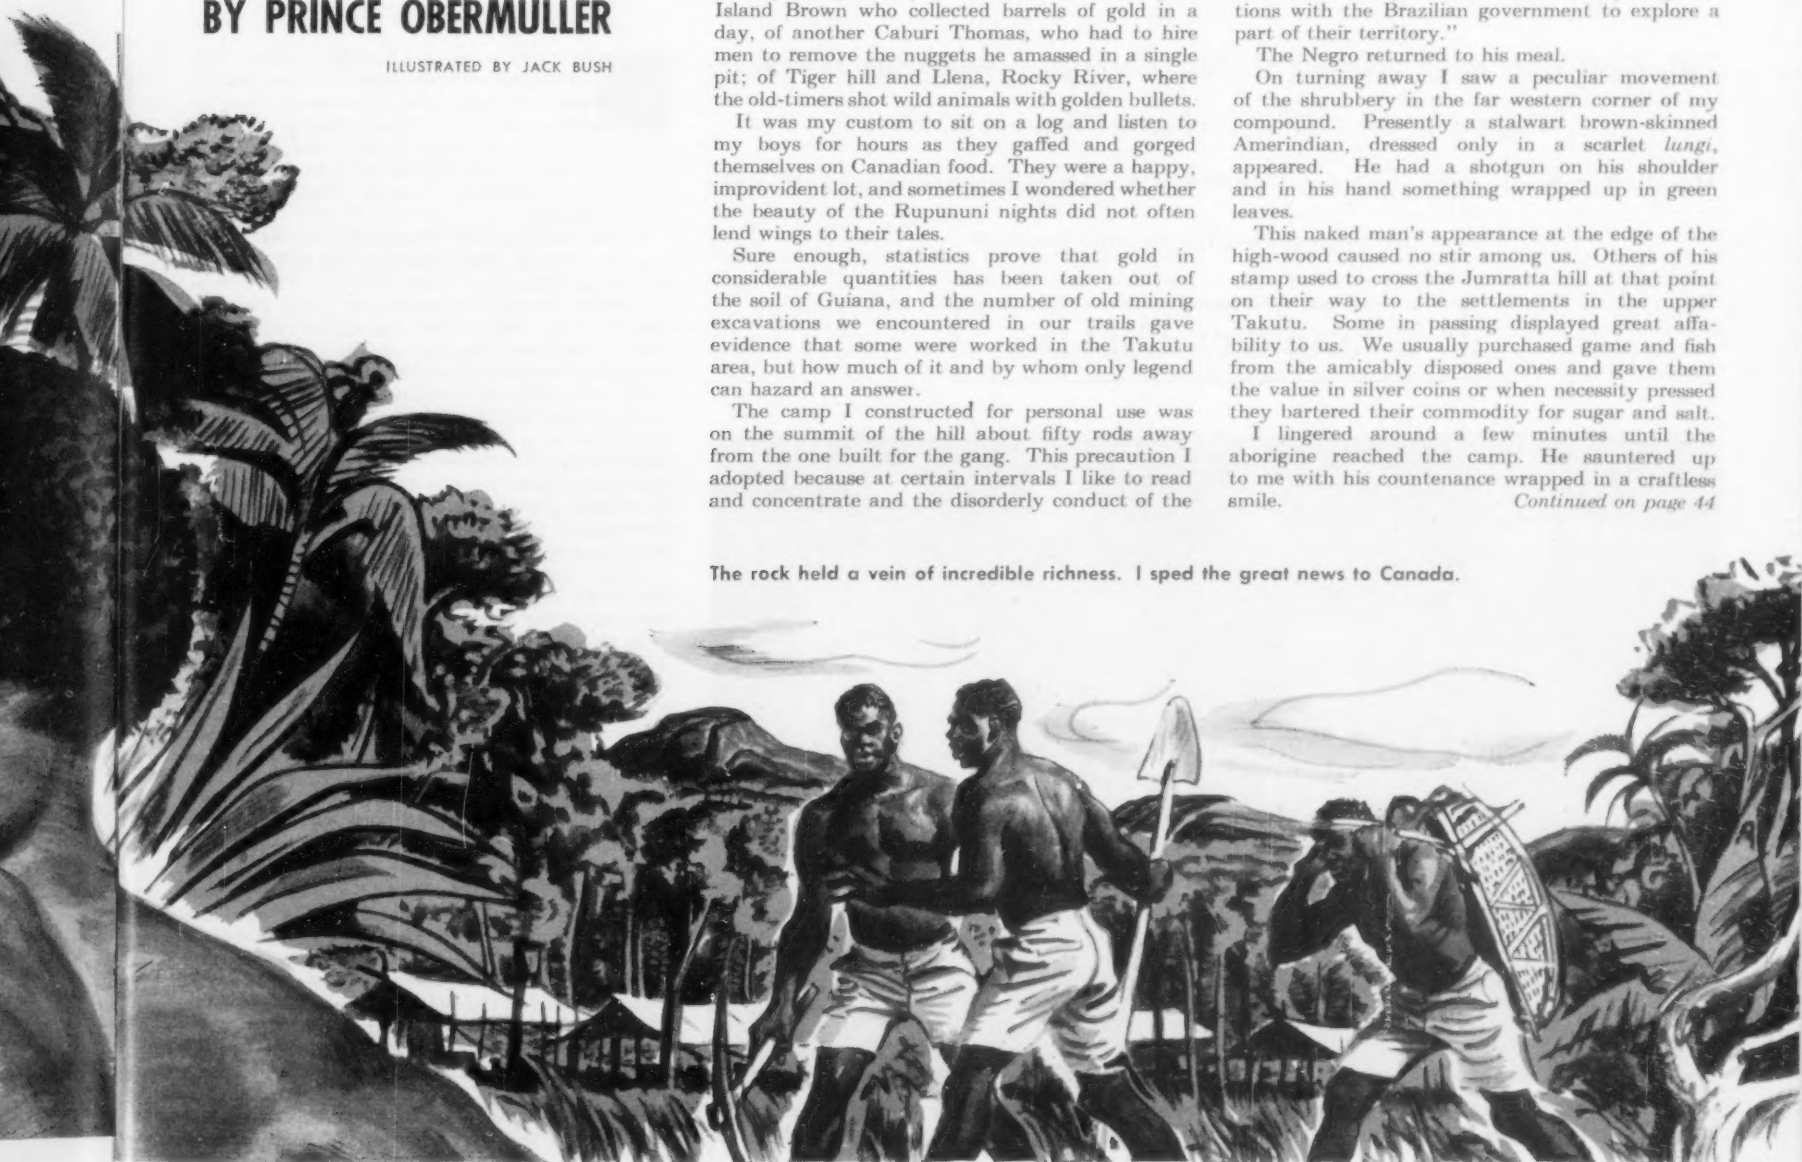 BY PRINCE OBERMULLER
ILLUSTRATED BY JACK BUSH
Island Brown who collected barrels of gold in a
day, of another Caburi Thomas, who had to hire
men to remove the nuggets he amassed in a single
pit; of Tiger hill and Llena, Rocky River, where
the old-timers shot wild animals with golden bullets.
It was my custom to sit on a log and listen to
my boys for hours as they gaffed and gorged
themselves on Canadian food. They were a happy,
improvident lot, and sometimes I wondered whether
the beauty of the Rupununi nights did not often
lend wings to their tales.
Sure enough, statistics prove that gold in
considerable quantities has been taken out of
the soil of Guiana, and the number of old mining
excavations we encountered in our trails gave
evidence that some were worked in the Takutu
area, but how much of it and by whom only legend
can hazard an answer.
The camp I constructed for personal use was
on the summit of the hill about fifty rods away
from the one built for the gang. This precaution I
adopted because at certain intervals I like to read
and concentrate and the disorderly conduct of the
tions with the Brazilian government to explore a
part of their territory."
The Negro returned to his meal.
On turning away I saw a peculiar movement
of the shrubbery in the far western corner of my
compound. Presently a stalwart brown-skinned
Amerindian, dressed only in a scarlet lungi,
appeared. He had a shotgun on his shoulder
and in his hand something wrapped up in green
leaves.
This naked man's appearance at the edge of the
high-wood caused no stir among us. Others of his
stamp used to cross the Jumratta hill at that point
on their way to the settlements in the upper
Takutu. Some in passing displayed great affa-
bility to us. We usually purchased game and fish
from the amicably disposed ones and gave them
the value in silver coins or when necessity pressed
they bartered their commodity for sugar and salt.
I lingered around a few minutes until the
aborigine reached the camp. He sauntered up
to me with his countenance wrapped in a craftless
smile. Continued on page 44
The rock held a vein of incredible richness. I sped the great news to Canada.